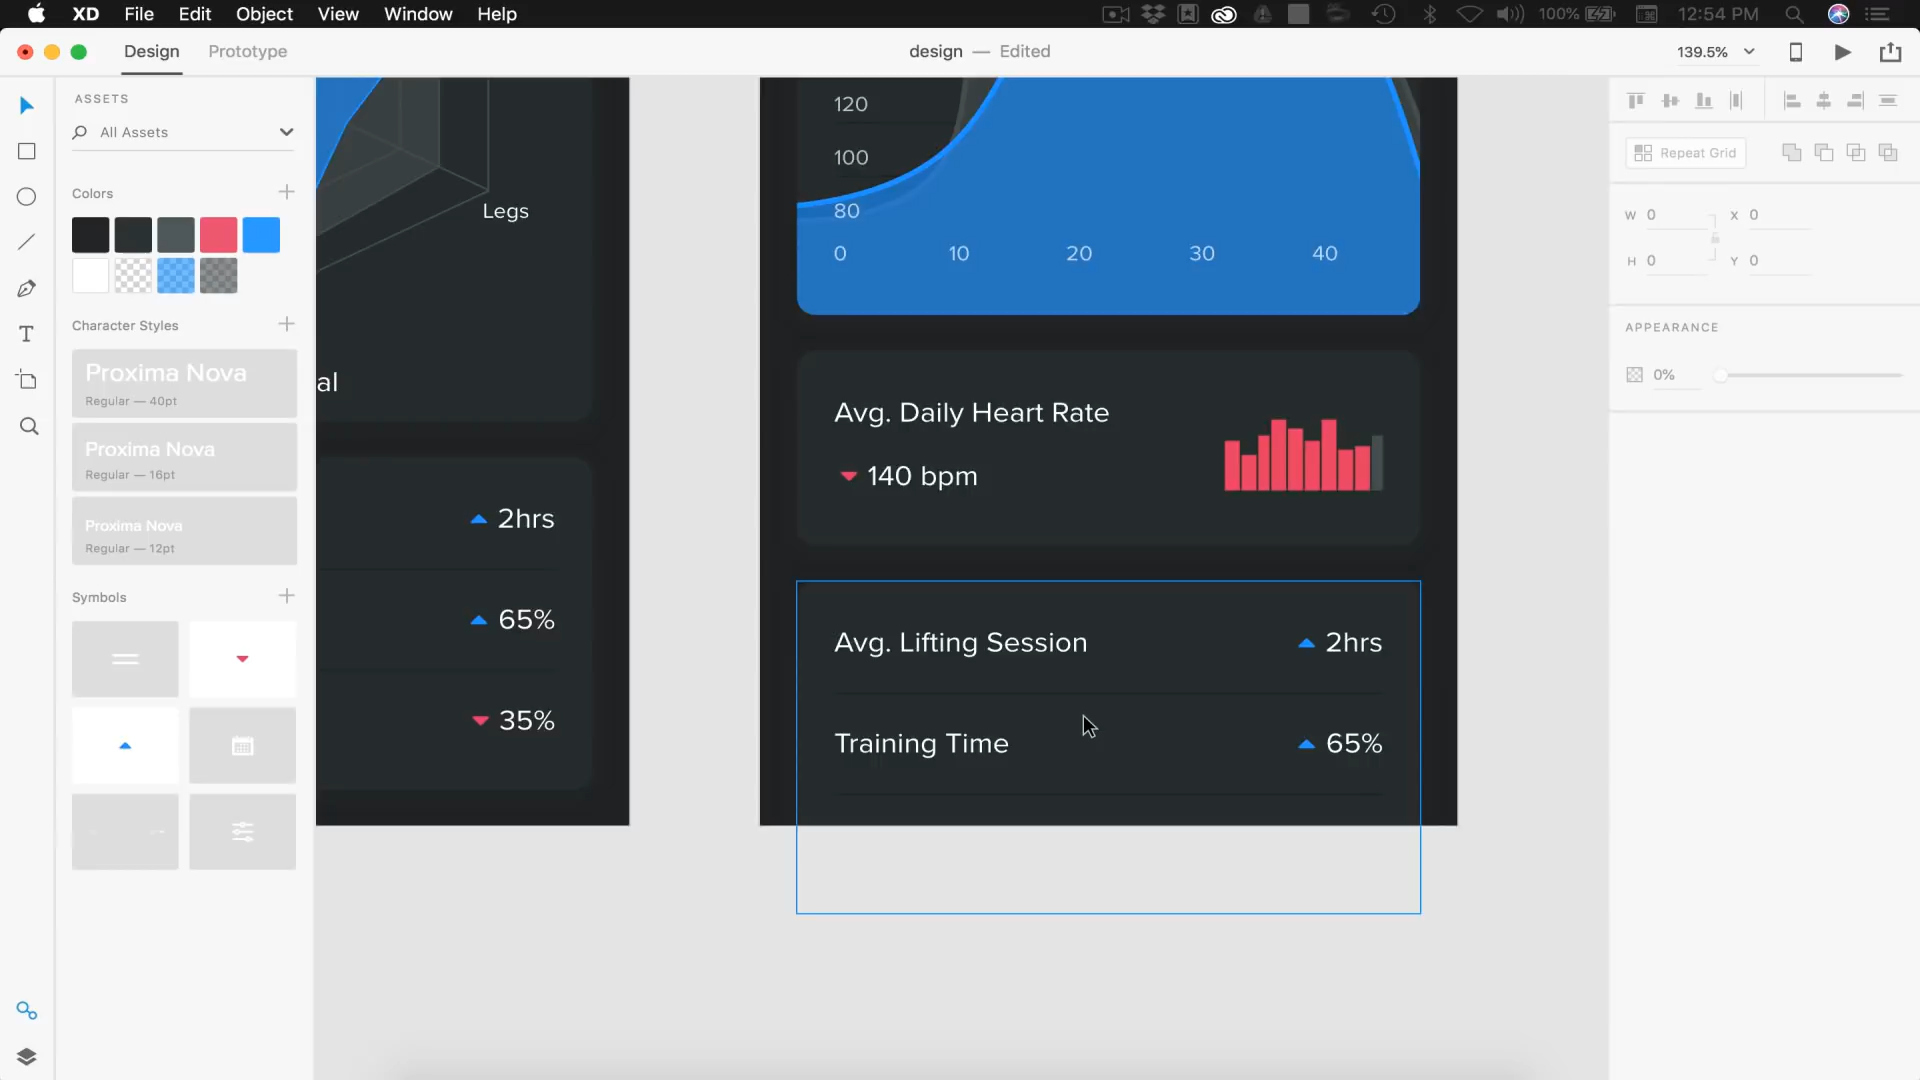 XD File Edit Object View Window Help
100% 12:54 PM
Design Prototype
design — Edited
139.5%
ASSETS
All Assets
Colors
Character Styles
Proxima Nova
Regular — 40pt
Proxima Nova
Regular — 16pt
Proxima Nova
Regular — 12pt
Symbols
Legs
al
2hrs
65%
35%
120
100
80
0 10 20 30 40
Avg. Daily Heart Rate
140 bpm
Avg. Lifting Session 2hrs
Training Time 65%
Repeat Grid
W 0 X 0
H 0 Y 0
APPEARANCE
0%